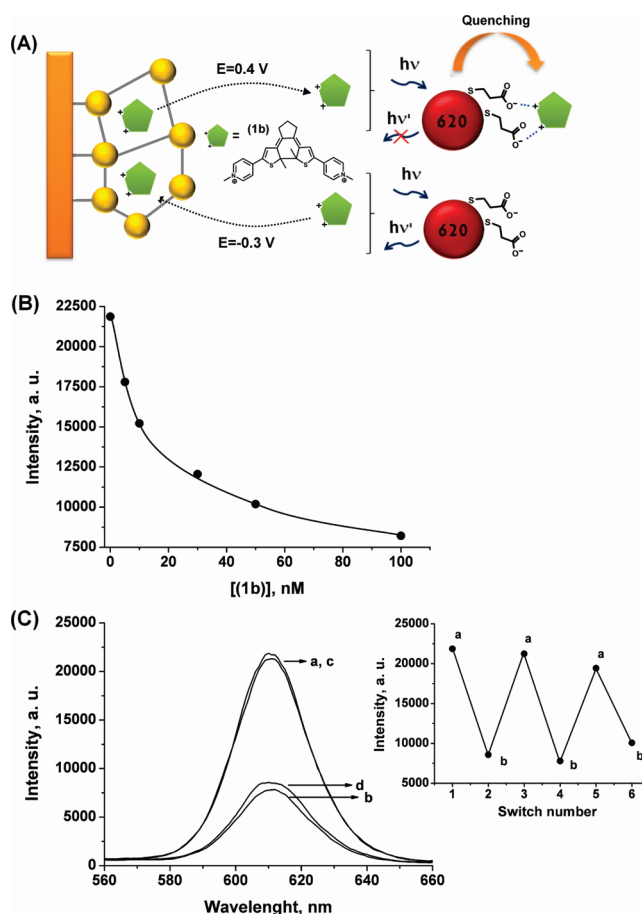 (A)
Quenching
E=0.4 V
hν
hν'
= (1b)
620
E=-0.3 V
hν
hν'
620
(B)
22500
20000
17500
15000
12500
10000
7500
Intensity, a. u.
0 20 40 60 80 100
[(1b)], nM
(C)
25000
20000
15000
10000
5000
0
Intensity, a. u.
a, c
d
b
560 580 600 620 640 660
Wavelenght, nm
25000
20000
15000
10000
5000
Intensity, a. u.
a
a
a
b
b
b
1 2 3 4 5 6
Switch number